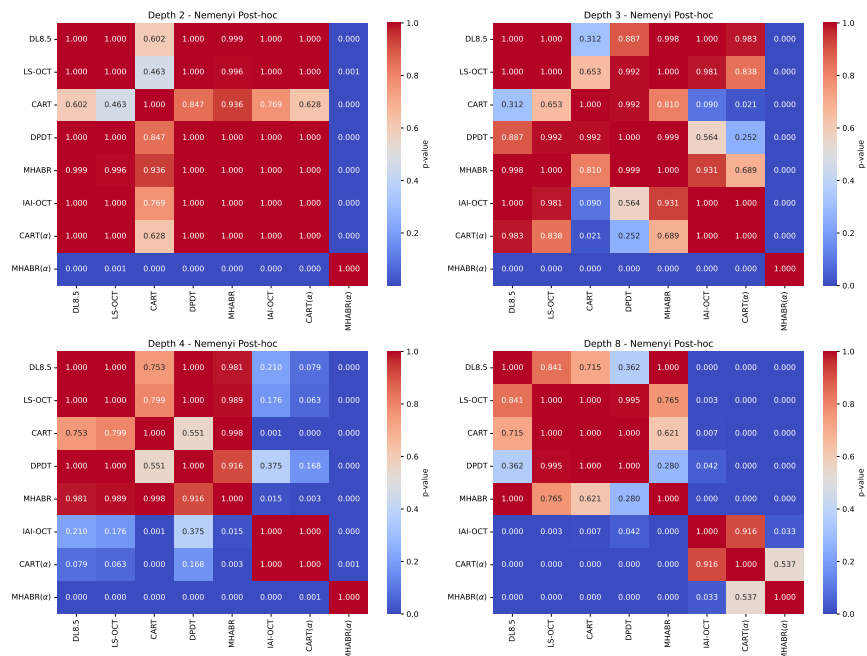 Depth 2 - Nemenyi Post-hoc
DL8.5 1.000 1.000 0.602 1.000 0.999 1.000 1.000 0.000
LS-OCT 1.000 1.000 0.463 1.000 0.996 1.000 1.000 0.001
CART 0.602 0.463 1.000 0.847 0.936 0.769 0.628 0.000
DPDT 1.000 1.000 0.847 1.000 1.000 1.000 1.000 0.000
MHABR 0.999 0.996 0.936 1.000 1.000 1.000 1.000 0.000
IAI-OCT 1.000 1.000 0.769 1.000 1.000 1.000 1.000 0.000
CART(α) 1.000 1.000 0.628 1.000 1.000 1.000 1.000 0.000
MHABR(α) 0.000 0.001 0.000 0.000 0.000 0.000 0.000 1.000
DL8.5 LS-OCT CART DPDT MHABR IAI-OCT CART(α) MHABR(α)
1.0
0.8
0.6
0.4
0.2
p-value
Depth 3 - Nemenyi Post-hoc
DL8.5 1.000 1.000 0.312 0.887 0.998 1.000 0.983 0.000
LS-OCT 1.000 1.000 0.653 0.992 1.000 0.981 0.838 0.000
CART 0.312 0.653 1.000 0.992 0.810 0.090 0.021 0.000
DPDT 0.887 0.992 0.992 1.000 0.999 0.564 0.252 0.000
MHABR 0.998 1.000 0.810 0.999 1.000 0.931 0.689 0.000
IAI-OCT 1.000 0.981 0.090 0.564 0.931 1.000 1.000 0.000
CART(α) 0.983 0.838 0.021 0.252 0.689 1.000 1.000 0.000
MHABR(α) 0.000 0.000 0.000 0.000 0.000 0.000 0.000 1.000
DL8.5 LS-OCT CART DPDT MHABR IAI-OCT CART(α) MHABR(α)
1.0
0.8
0.6
0.4
0.2
0.0
p-value
Depth 4 - Nemenyi Post-hoc
DL8.5 1.000 1.000 0.753 1.000 0.981 0.210 0.079 0.000
LS-OCT 1.000 1.000 0.799 1.000 0.989 0.176 0.063 0.000
CART 0.753 0.799 1.000 0.551 0.998 0.001 0.000 0.000
DPDT 1.000 1.000 0.551 1.000 0.916 0.375 0.168 0.000
MHABR 0.981 0.989 0.998 0.916 1.000 0.015 0.003 0.000
IAI-OCT 0.210 0.176 0.001 0.375 0.015 1.000 1.000 0.000
CART(α) 0.079 0.063 0.000 0.168 0.003 1.000 1.000 0.001
MHABR(α) 0.000 0.000 0.000 0.000 0.000 0.000 0.001 1.000
DL8.5 LS-OCT CART DPDT MHABR IAI-OCT CART(α) MHABR(α)
1.0
0.8
0.6
0.4
0.2
0.0
p-value
Depth 8 - Nemenyi Post-hoc
DL8.5 1.000 0.841 0.715 0.362 1.000 0.000 0.000 0.000
LS-OCT 0.841 1.000 1.000 0.995 0.765 0.003 0.000 0.000
CART 0.715 1.000 1.000 1.000 0.621 0.007 0.000 0.000
DPDT 0.362 0.995 1.000 1.000 0.280 0.042 0.000 0.000
MHABR 1.000 0.765 0.621 0.280 1.000 0.000 0.000 0.000
IAI-OCT 0.000 0.003 0.007 0.042 0.000 1.000 0.916 0.033
CART(α) 0.000 0.000 0.000 0.000 0.000 0.916 1.000 0.537
MHABR(α) 0.000 0.000 0.000 0.000 0.000 0.033 0.537 1.000
DL8.5 LS-OCT CART DPDT MHABR IAI-OCT CART(α) MHABR(α)
1.0
0.8
0.6
0.4
0.2
0.0
p-value